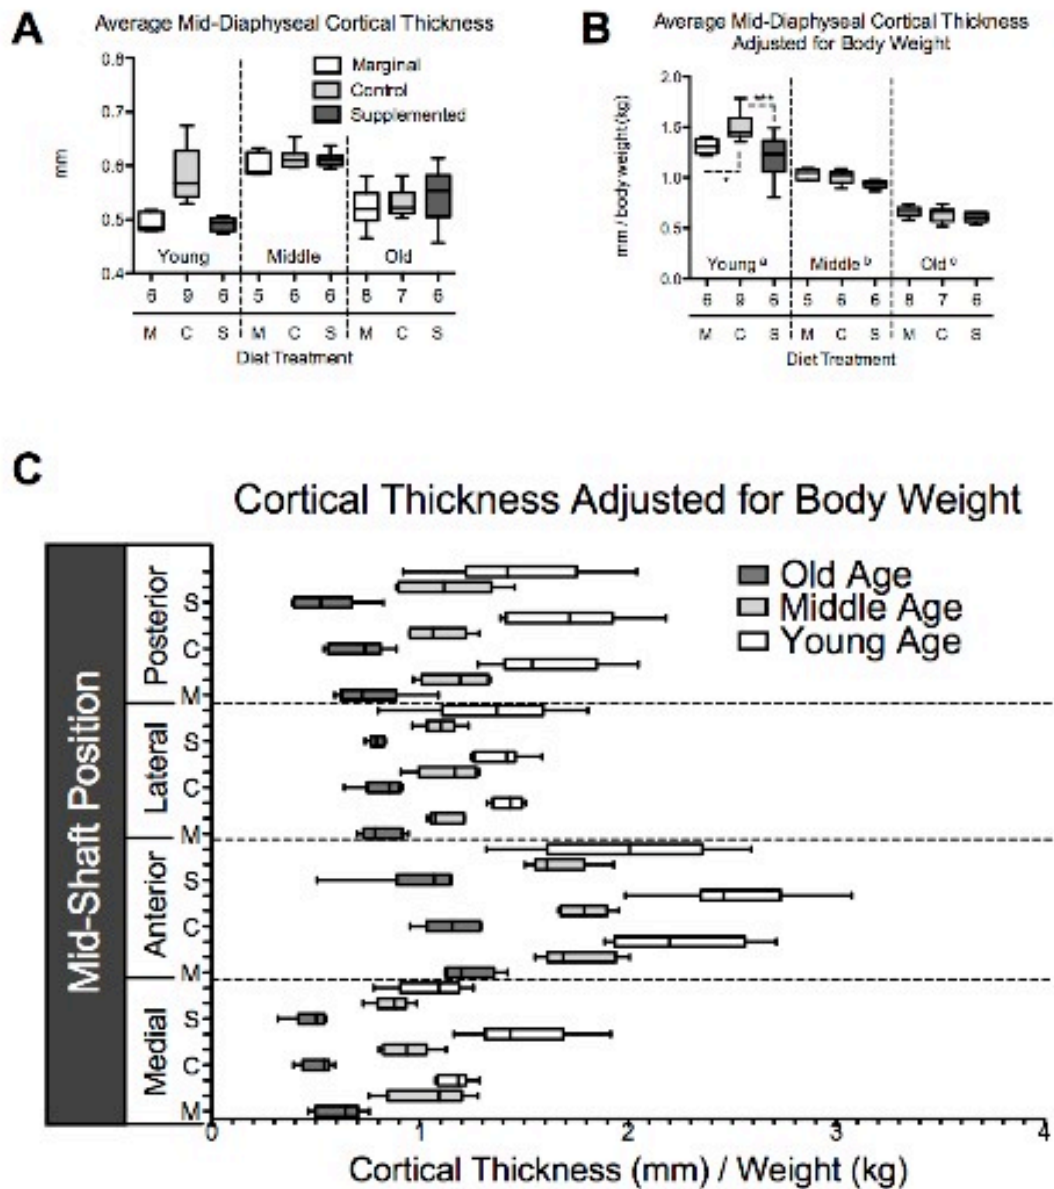 A
Average Mid-Diaphyseal Cortical Thickness
0.8
0.7
0.6
0.5
0.4
mm
Marginal
Control
Supplemented
Young
Middle
Old
6 9 6 5 6 6 8 7 6
M C S M C S M C S
Diet Treatment
B
Average Mid-Diaphyseal Cortical Thickness
Adjusted for Body Weight
2.0
1.5
1.0
0.5
0.0
mm / body weight (kg)
Young a
Middle b
Old c
6 9 6 5 6 6 8 7 6
M C S M C S M C S
Diet Treatment
C
Cortical Thickness Adjusted for Body Weight
Old Age
Middle Age
Young Age
Mid-Shaft Position
Posterior
S
C
M
Lateral
S
C
M
Anterior
S
C
M
Medial
S
C
M
0 1 2 3 4
Cortical Thickness (mm) / Weight (kg)